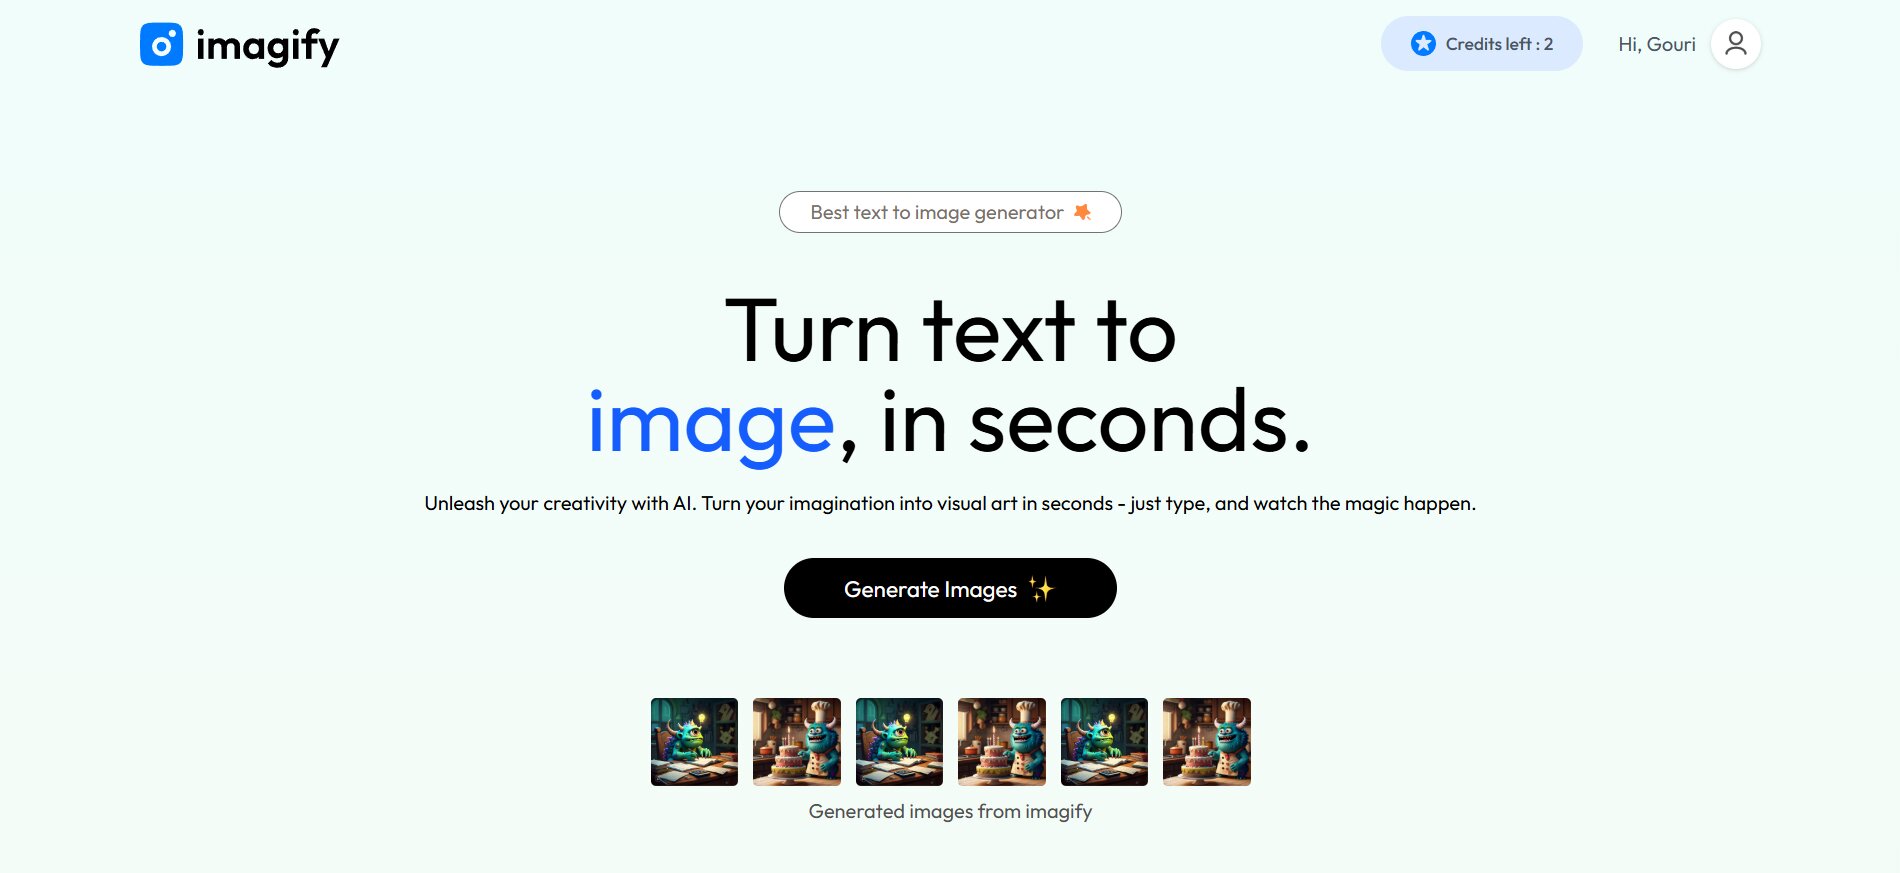 imagify
Credits left : 2
Hi, Gouri
Best text to image generator
Turn text to
image, in seconds.
Unleash your creativity with AI. Turn your imagination into visual art in seconds - just type, and watch the magic happen.
Generate Images ✨
Generated images from imagify